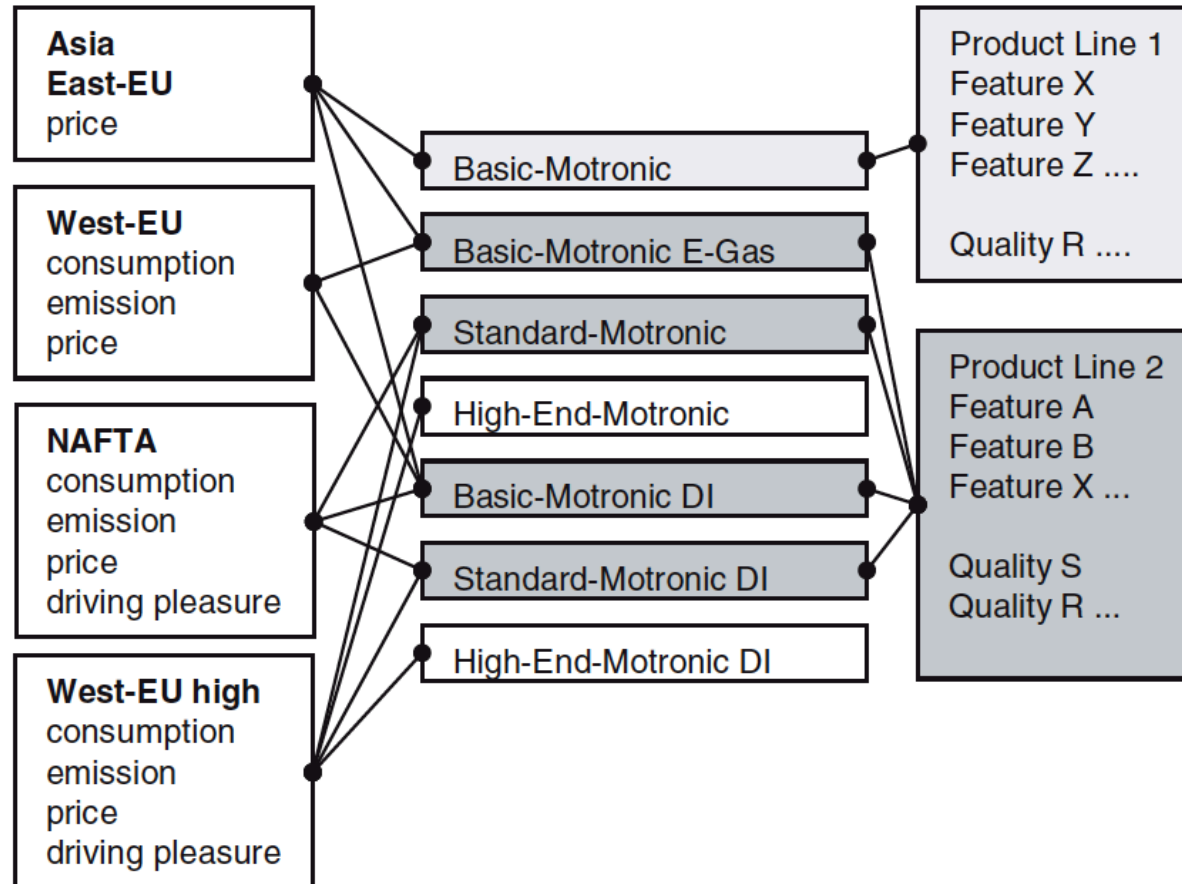 Asia
East-EU
price
West-EU
consumption
emission
price
NAFTA
consumption
emission
price
driving pleasure
West-EU high
consumption
emission
price
driving pleasure
Basic-Motronic
Basic-Motronic E-Gas
Standard-Motronic
High-End-Motronic
Basic-Motronic DI
Standard-Motronic DI
High-End-Motronic DI
Product Line 1
Feature X
Feature Y
Feature Z ....
Quality R ....
Product Line 2
Feature A
Feature B
Feature X ...
Quality S
Quality R ...